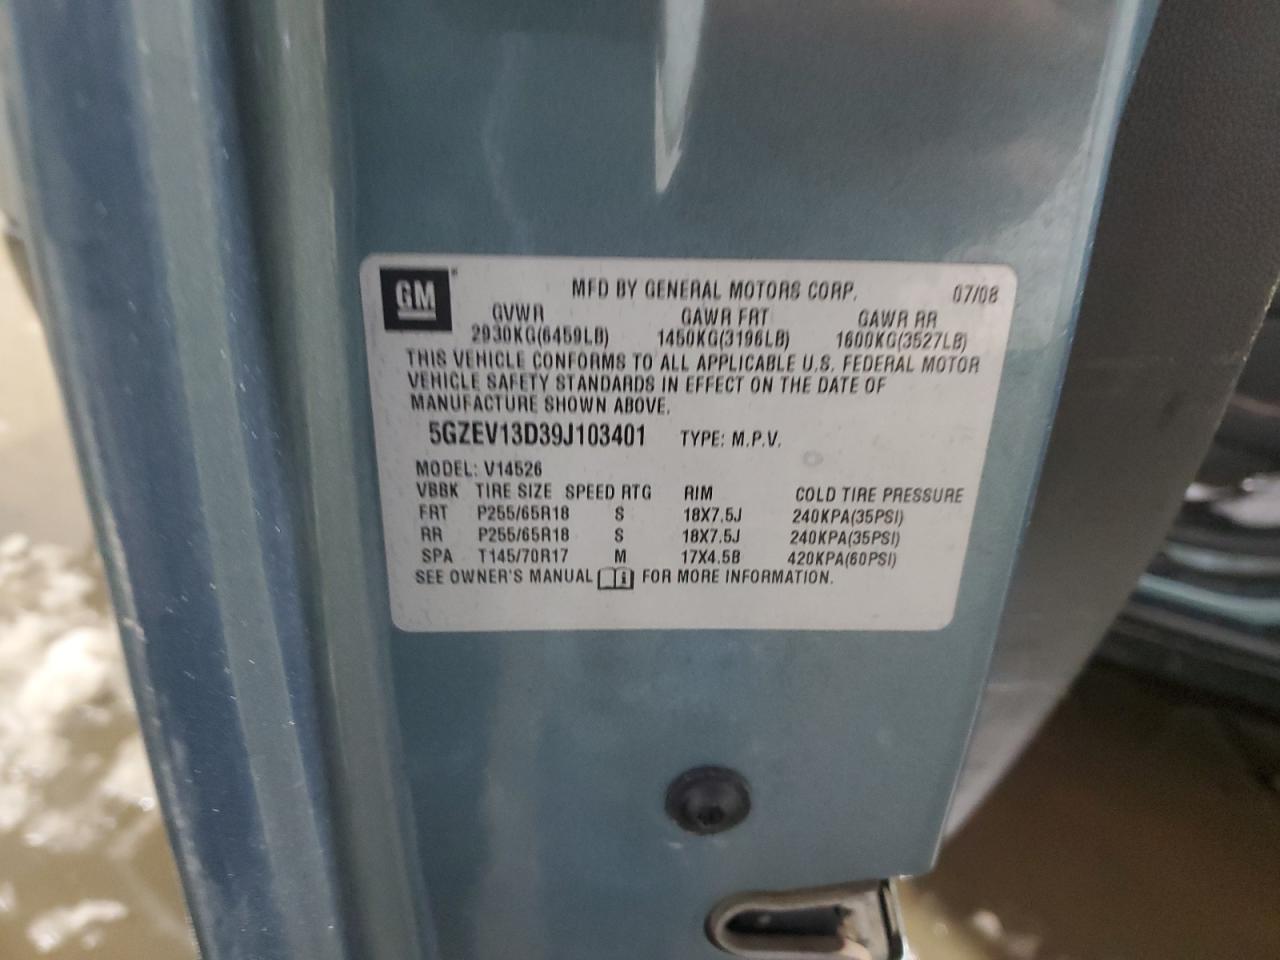 GM
MFD BY GENERAL MOTORS CORP. 07/08
GVWR GAWR FRT GAWR RR
2930KG(6459LB) 1450KG(3196LB) 1600KG(3527LB)
THIS VEHICLE CONFORMS TO ALL APPLICABLE U.S. FEDERAL MOTOR
VEHICLE SAFETY STANDARDS IN EFFECT ON THE DATE OF
MANUFACTURE SHOWN ABOVE.
5GZEV13D39J103401 TYPE: M.P.V.
MODEL: V14526
VBBK TIRE SIZE SPEED RTG RIM COLD TIRE PRESSURE
FRT P255/65R18 S 18X7.5J 240KPA(35PSI)
RR P255/65R18 S 18X7.5J 240KPA(35PSI)
SPA T145/70R17 M 17X4.5B 420KPA(60PSI)
SEE OWNER'S MANUAL i FOR MORE INFORMATION.